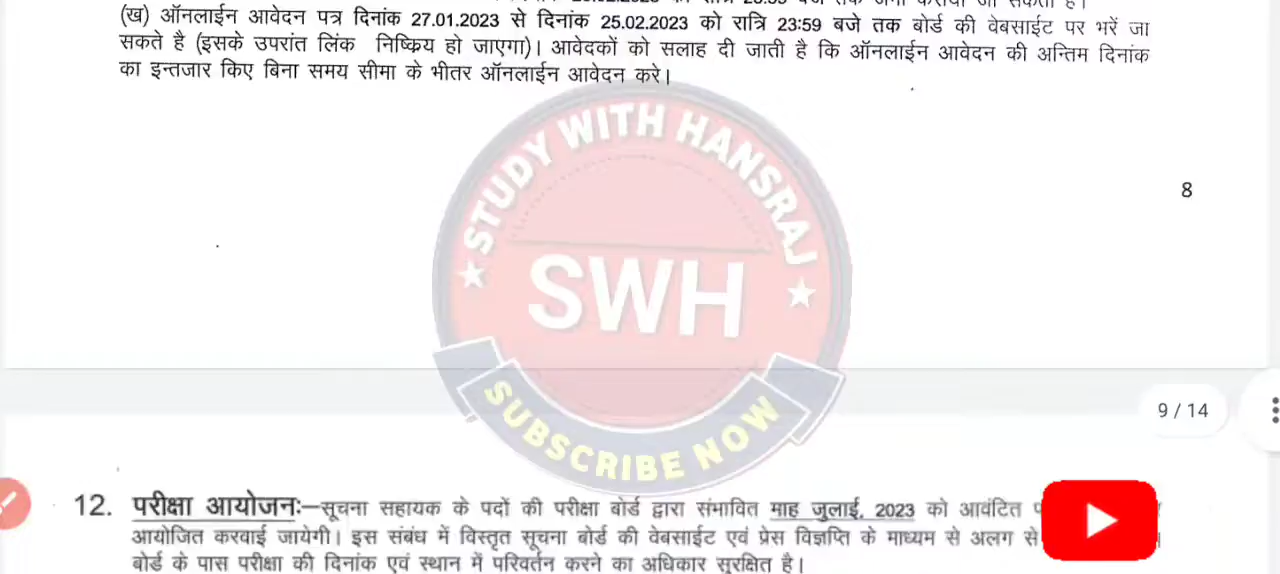 (ख) ऑनलाईन आवेदन पत्र दिनांक 27.01.2023 से दिनांक 25.02.2023 को रात्रि 23:59 बजे तक बोर्ड की वेबसाईट पर भरें जा
सकते है (इसके उपरांत लिंक निष्क्रिय हो जाएगा)। आवेदकों को सलाह दी जाती है कि ऑनलाईन आवेदन की अन्तिम दिनांक
का इन्तजार किए बिना समय सीमा के भीतर ऑनलाईन आवेदन करे।
STUDY WITH HANSRAJ
8
SWH
SUBSCRIBE NOW
9 / 14
12. परीक्षा आयोजनः–सूचना सहायक के पदों की परीक्षा बोर्ड द्वारा संभावित माह जुलाई, 2023 को आवंटित
आयोजित करवाई जायेगी। इस संबंध में विस्तृत सूचना बोर्ड की वेबसाईट एवं प्रेस विज्ञप्ति के माध्यम से अलग से
बोर्ड के पास परीक्षा की दिनांक एवं स्थान में परिवर्तन करने का अधिकार सुरक्षित है।